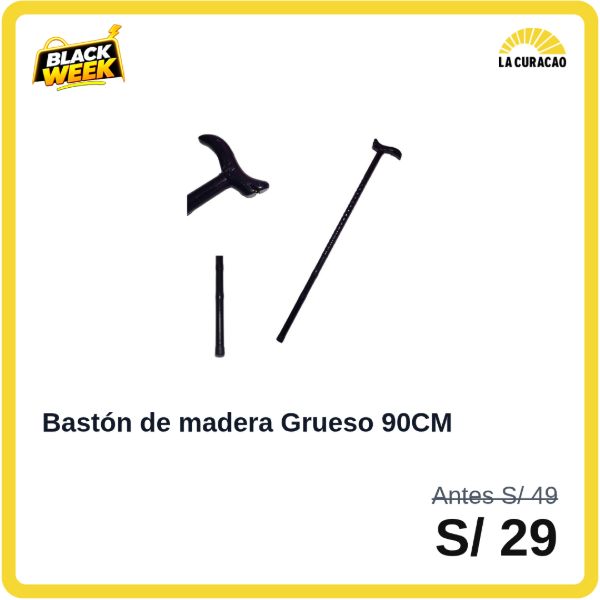 BLACK
WEEK
LA CURACAO
Bastón de madera Grueso 90CM
Antes S/ 49
S/ 29